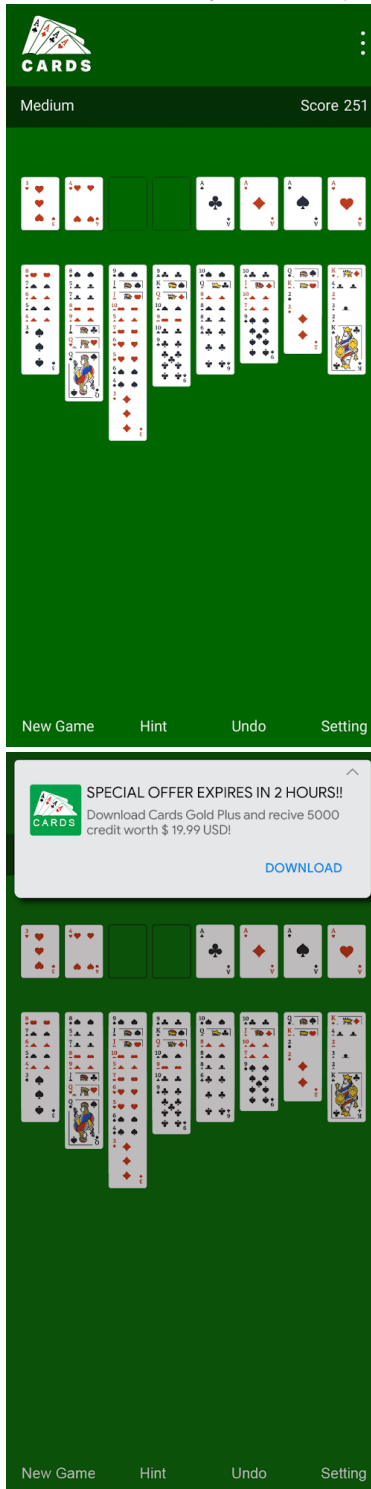 CARDS
Medium
Score 251
New Game
Hint
Undo
Setting
SPECIAL OFFER EXPIRES IN 2 HOURS!!
CARDS
Download Cards Gold Plus and recive 5000
credit worth $ 19.99 USD!
DOWNLOAD
New Game
Hint
Undo
Setting